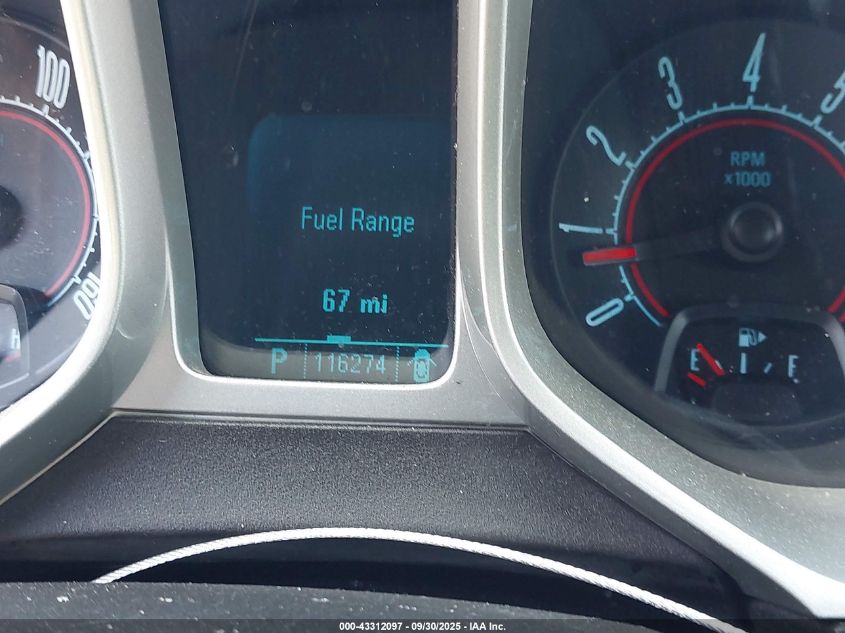 100
160
H
Fuel Range
67 mi
P 116274
0 1 2 3 4 5
RPM
x1000
E F
000-43312097 - 09/30/2025 - IAA Inc.